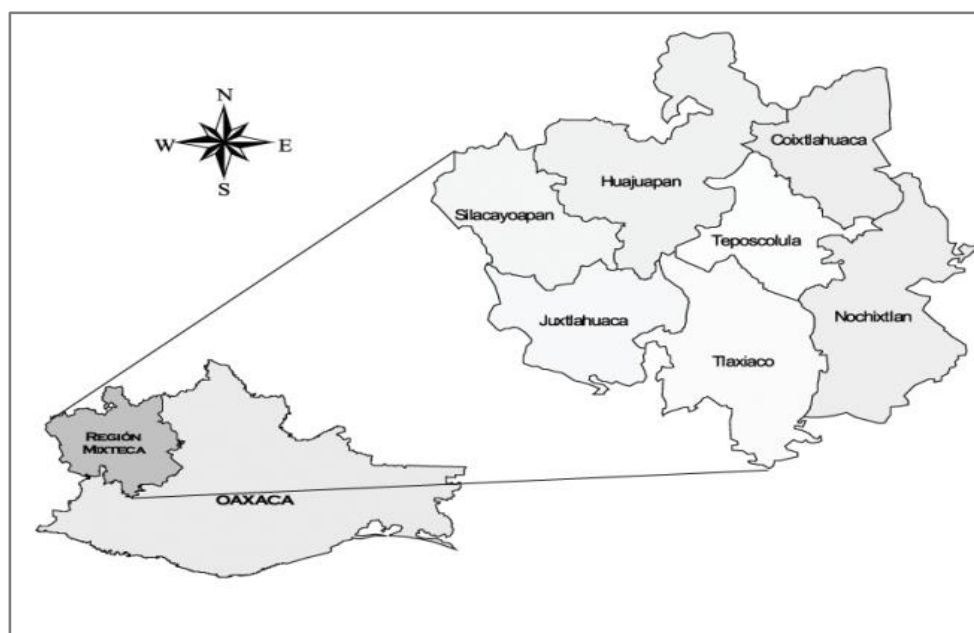 N
W E
S
Coixtlahuaca
Huajuapan
Silacayoapan
Teposcolula
Juxtlahuaca
Nochixtlan
Tlaxiaco
REGIÓN
MIXTECA
OAXACA